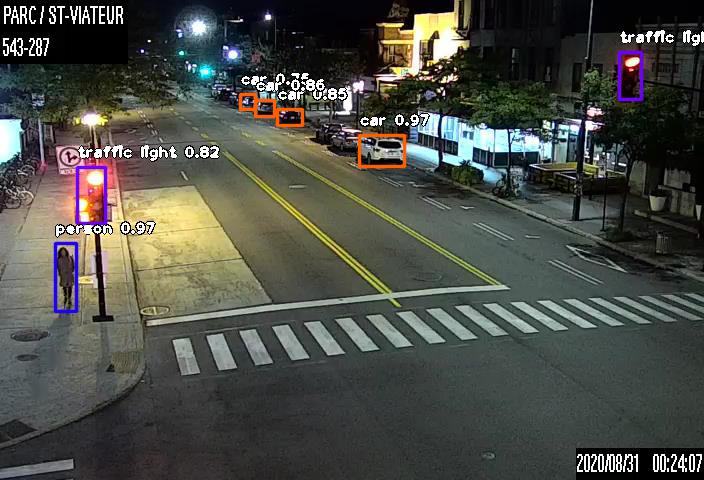 PARC / ST-VIATEUR
543-287
traffic ligh
car 0.75
car 0.86
car 0.85
car 0.97
traffic light 0.82
person 0.97
2020/08/31 00:24:07